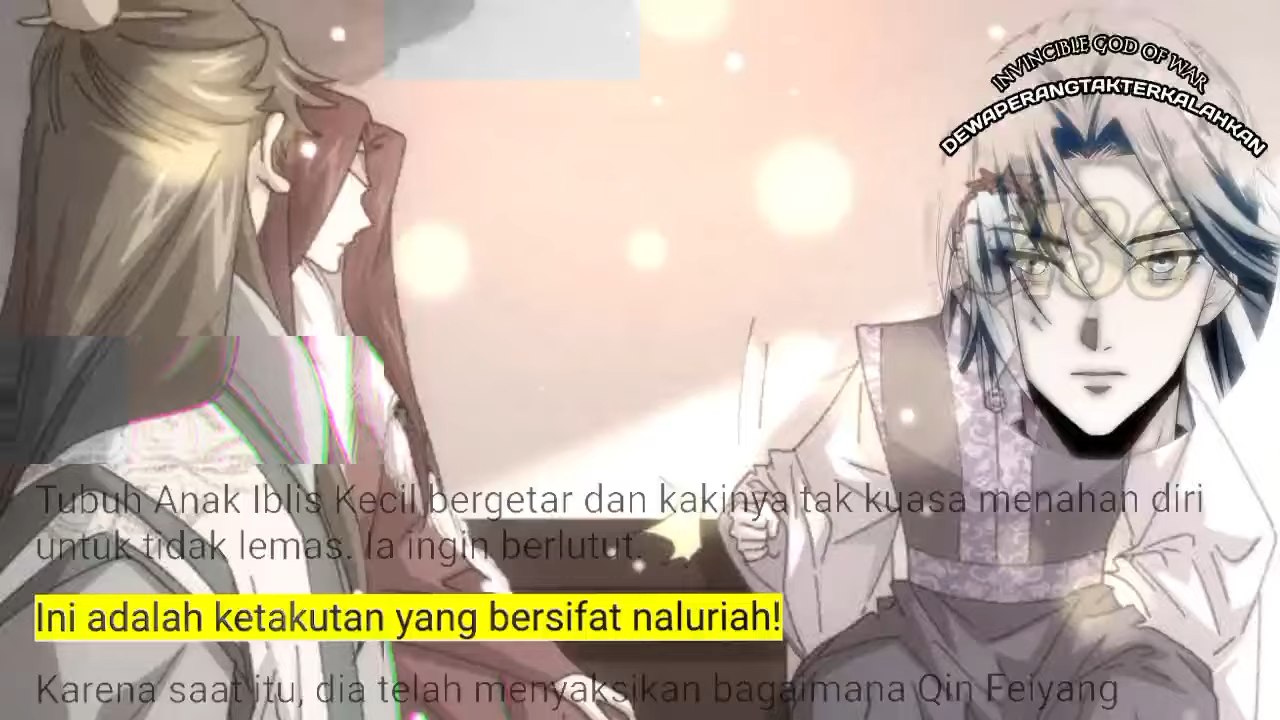 INVINCIBLE GOD OF WAR
DEWAPERANGTAKTERKALAHKAN
Tubuh Anak Iblis Kecil bergetar dan kakinya tak kuasa menahan diri
untuk tidak lemas. Ia ingin berlutut.
Ini adalah ketakutan yang bersifat naluriah!
Karena saat itu, dia telah menyaksikan bagaimana Qin Feiyang